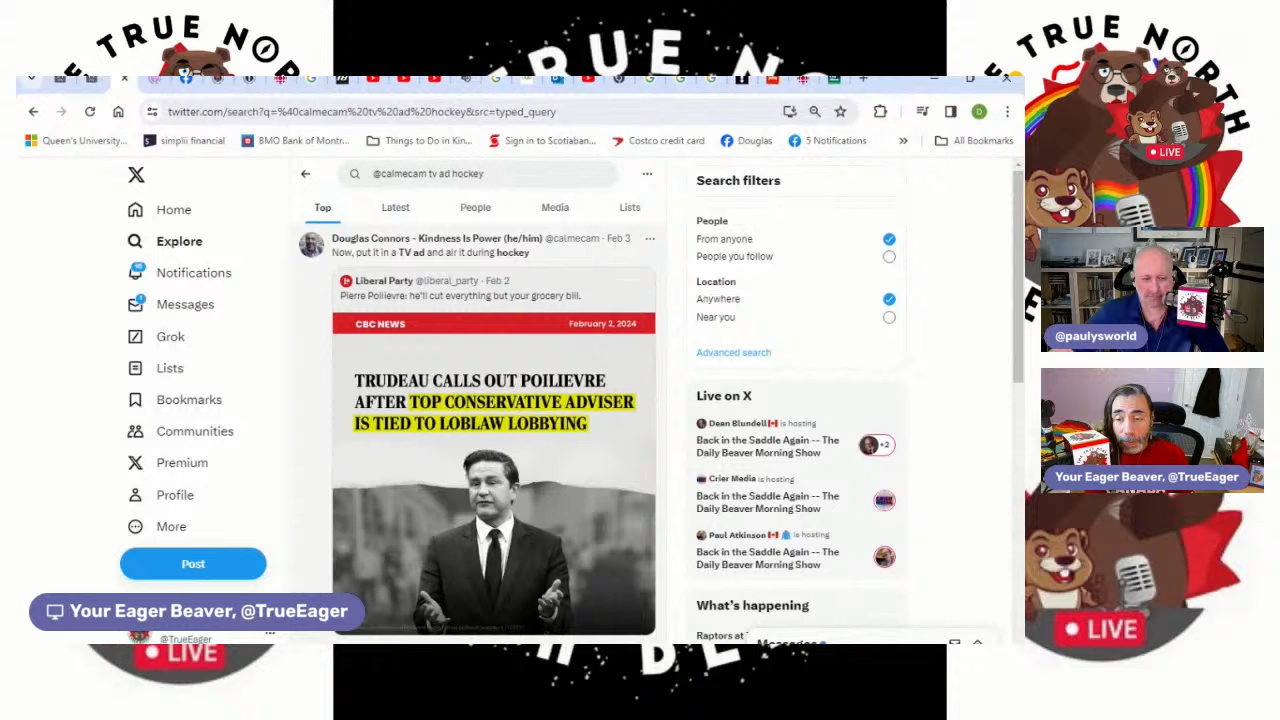 TRUE NORTH
TRUE NORTH
TRUE NORTH
LIVE
twitter.com/search?q=%40calmecam%20tv%20ad%20hockey&src=typed_query
Queen's University...
simplii financial
BMO Bank of Montr...
Things to Do in Kin...
Sign in to Scotiaban...
Costco credit card
Douglas
5 Notifications
»
All Bookmarks
Home
Explore
Notifications
Messages
Grok
Lists
Bookmarks
Communities
Premium
Profile
More
Post
@TrueEager
@calmecam tv ad hockey
Top
Latest
People
Media
Lists
Douglas Connors - Kindness Is Power (he/him) @calmecam · Feb 3
Now, put it in a TV ad and air it during hockey
Liberal Party @liberal_party · Feb 2
Pierre Poilievre: he'll cut everything but your grocery bill.
CBC NEWS
February 2, 2024
TRUDEAU CALLS OUT POILIEVRE
AFTER TOP CONSERVATIVE ADVISER
IS TIED TO LOBLAW LOBBYING
Search filters
People
From anyone
People you follow
Location
Anywhere
Near you
Advanced search
Live on X
Dean Blundell is hosting
Back in the Saddle Again -- The
Daily Beaver Morning Show
+2
Crier Media is hosting
Back in the Saddle Again -- The
Daily Beaver Morning Show
Paul Atkinson is hosting
Back in the Saddle Again -- The
Daily Beaver Morning Show
What's happening
Raptors at
Messages
@paulysworld
Your Eager Beaver, @TrueEager
Your Eager Beaver, @TrueEager
LIVE
LIVE